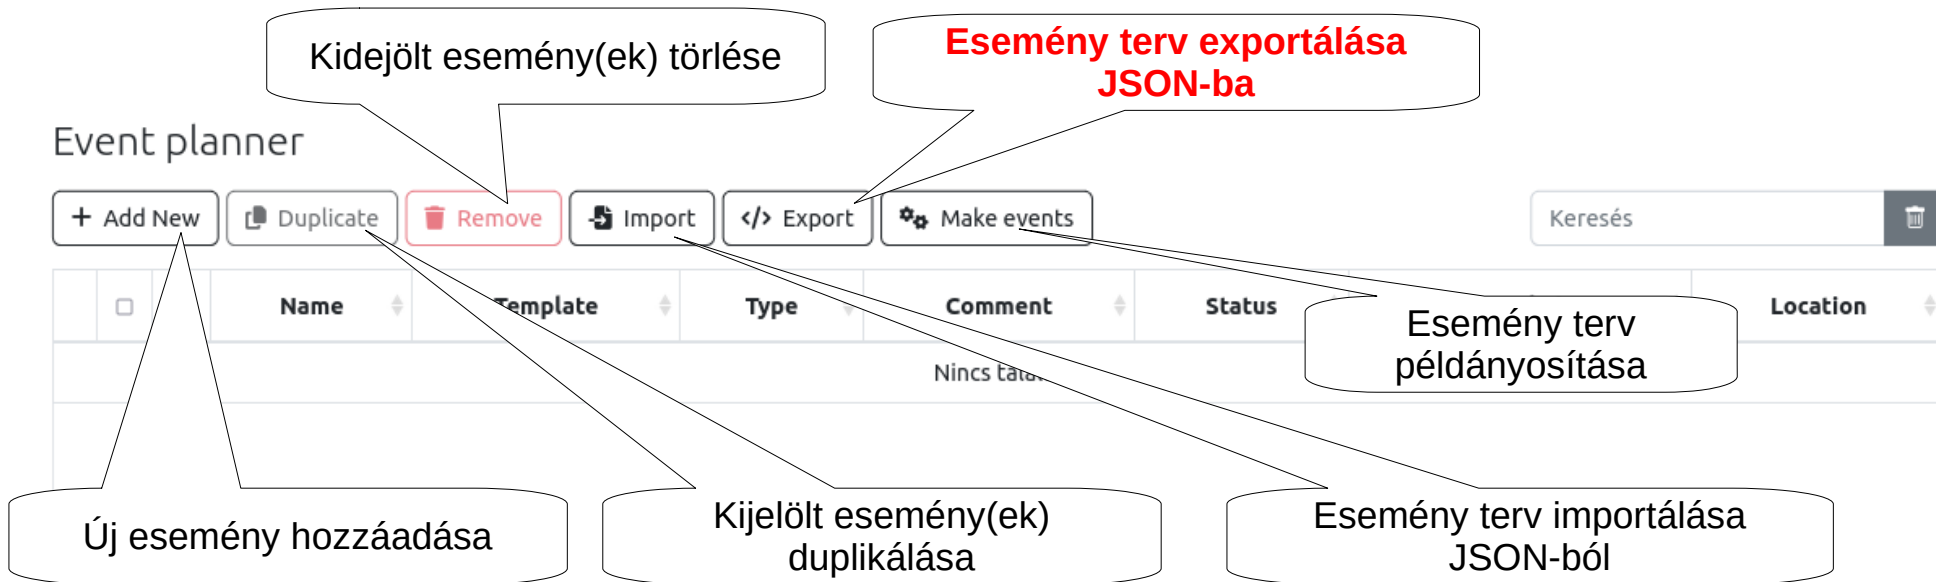 Kidejölt esemény(ek) törlése
Esemény terv exportálása
JSON-ba
Event planner
+ Add New
Duplicate
Remove
Import
</> Export
Make events
Keresés
Name
Template
Type
Comment
Status
Location
Nincs
Esemény terv
példányosítása
Új esemény hozzáadása
Kijelölt esemény(ek)
duplikálása
Esemény terv importálása
JSON-ból